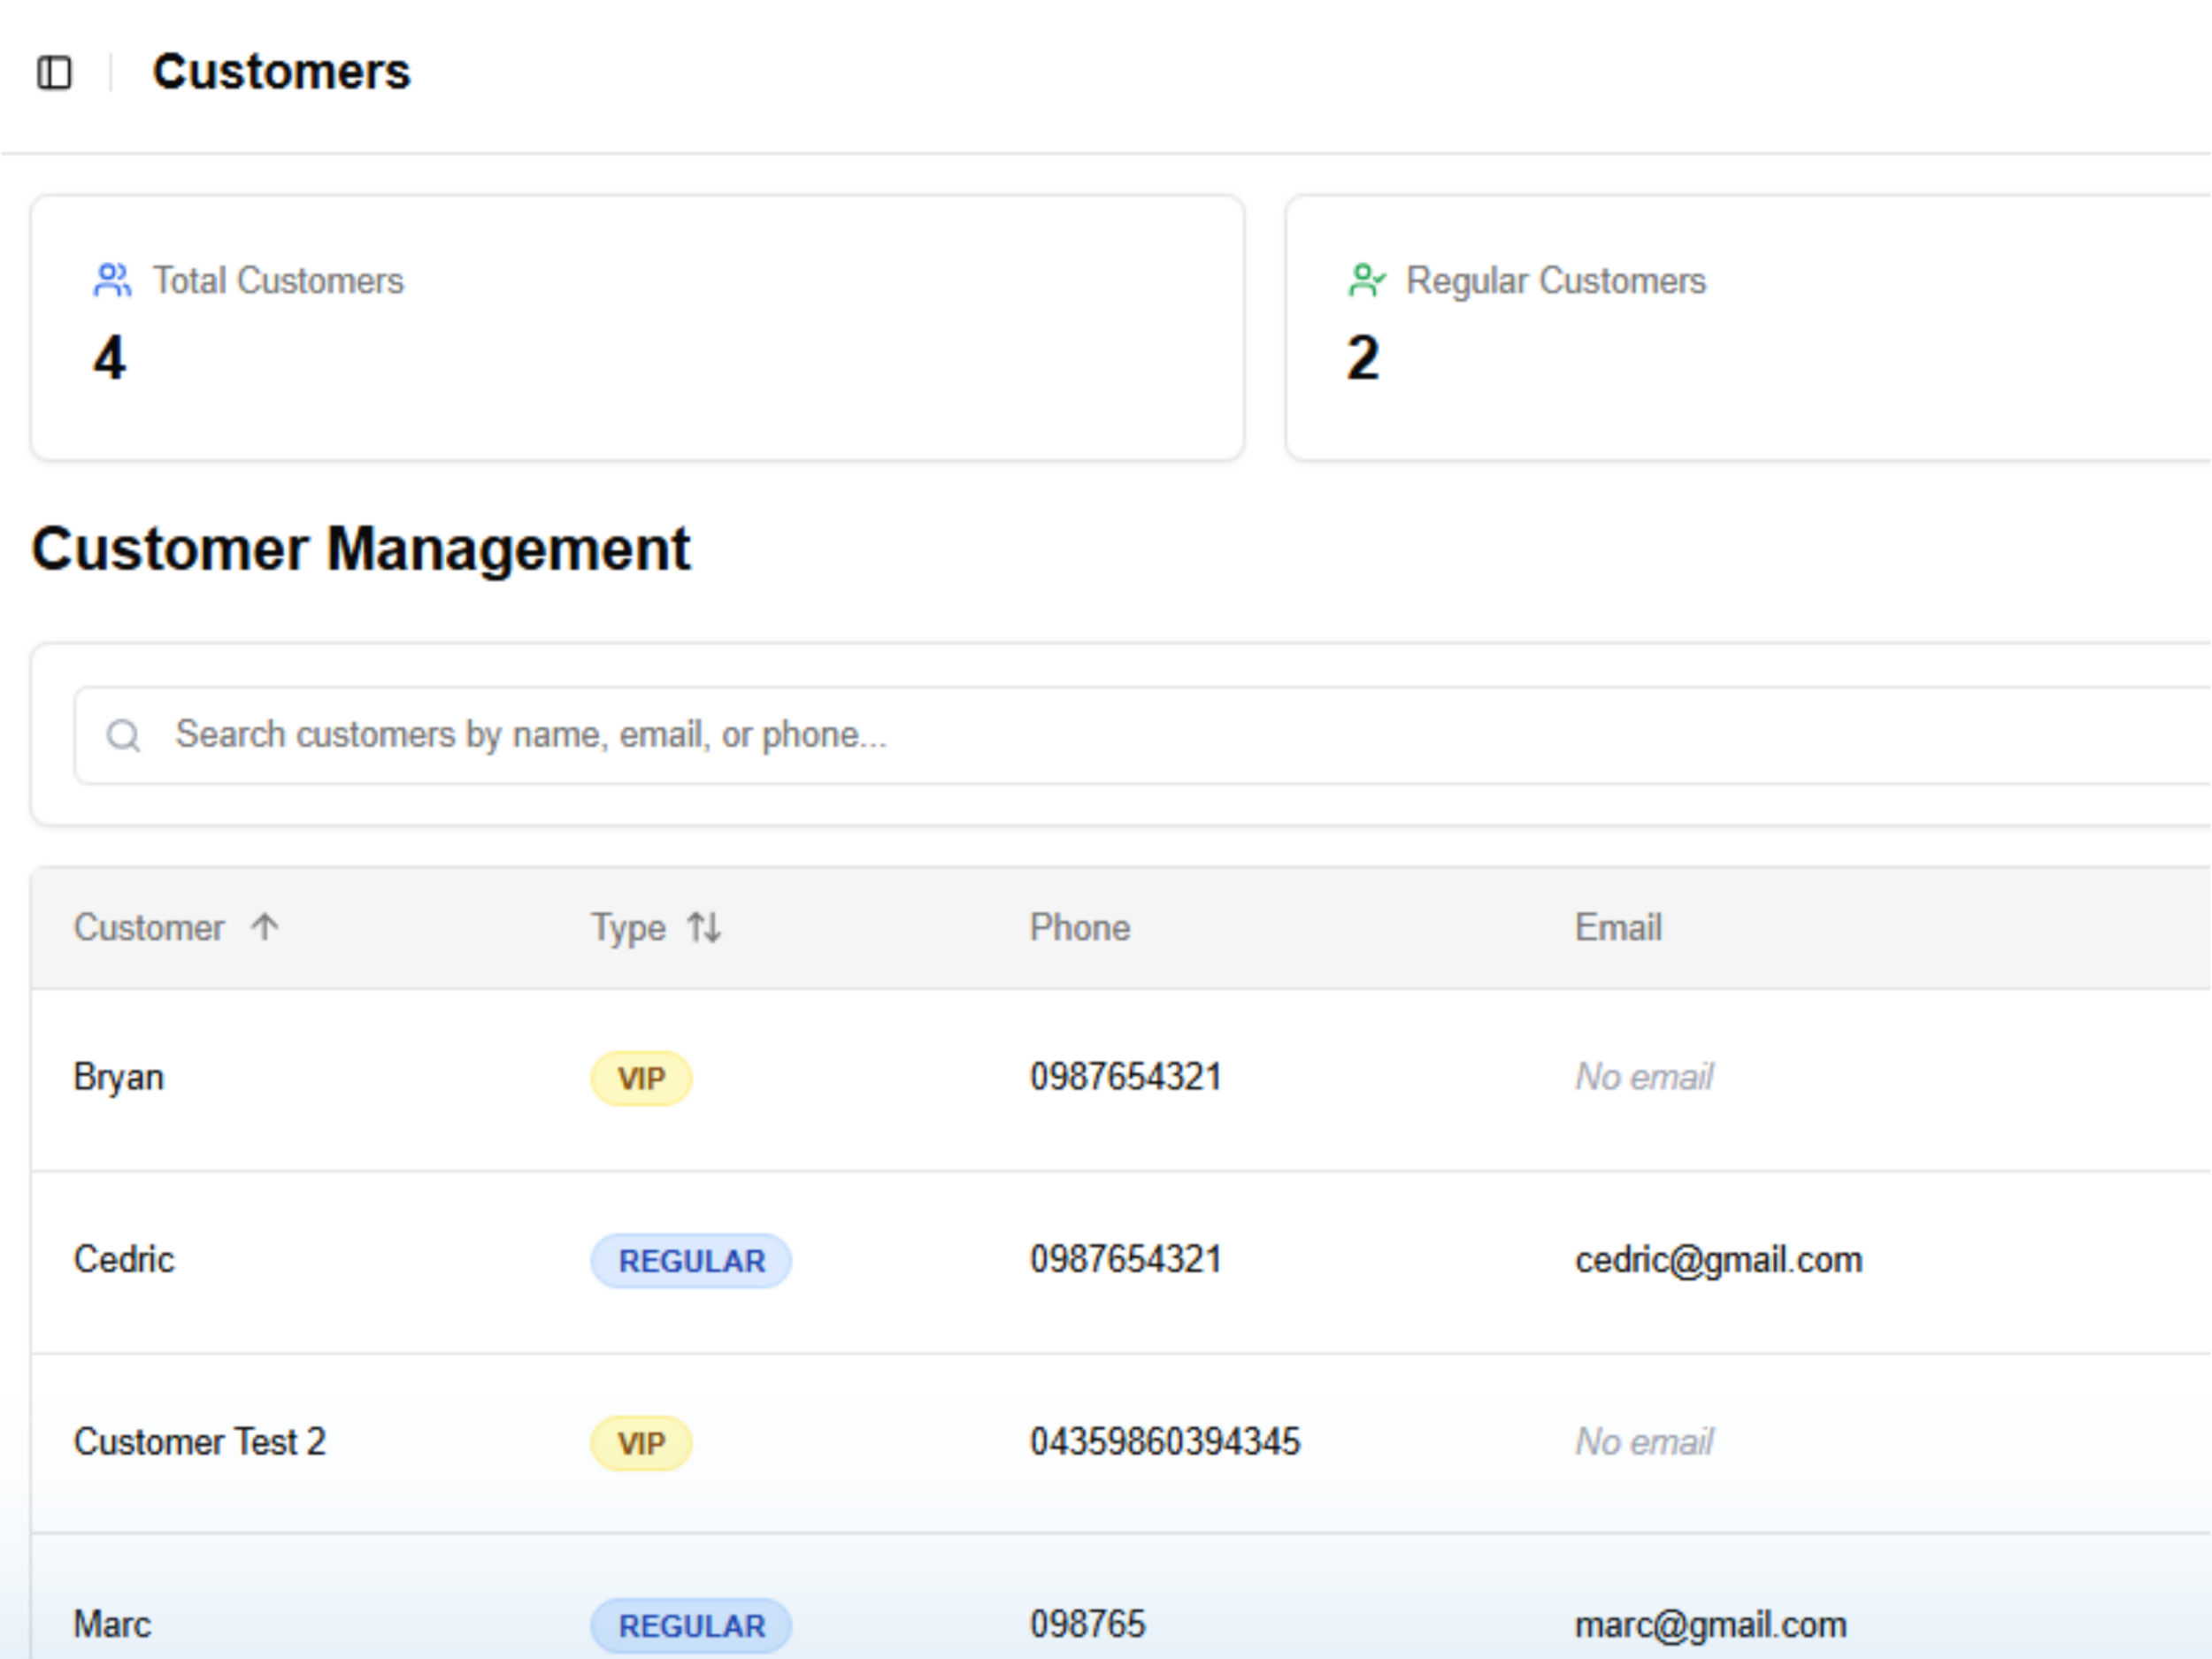 Customers
Total Customers
4
Regular Customers
2
Customer Management
Search customers by name, email, or phone...
Customer Type Phone Email
Bryan VIP 0987654321 No email
Cedric REGULAR 0987654321 cedric@gmail.com
Customer Test 2 VIP 04359860394345 No email
Marc REGULAR 098765 marc@gmail.com